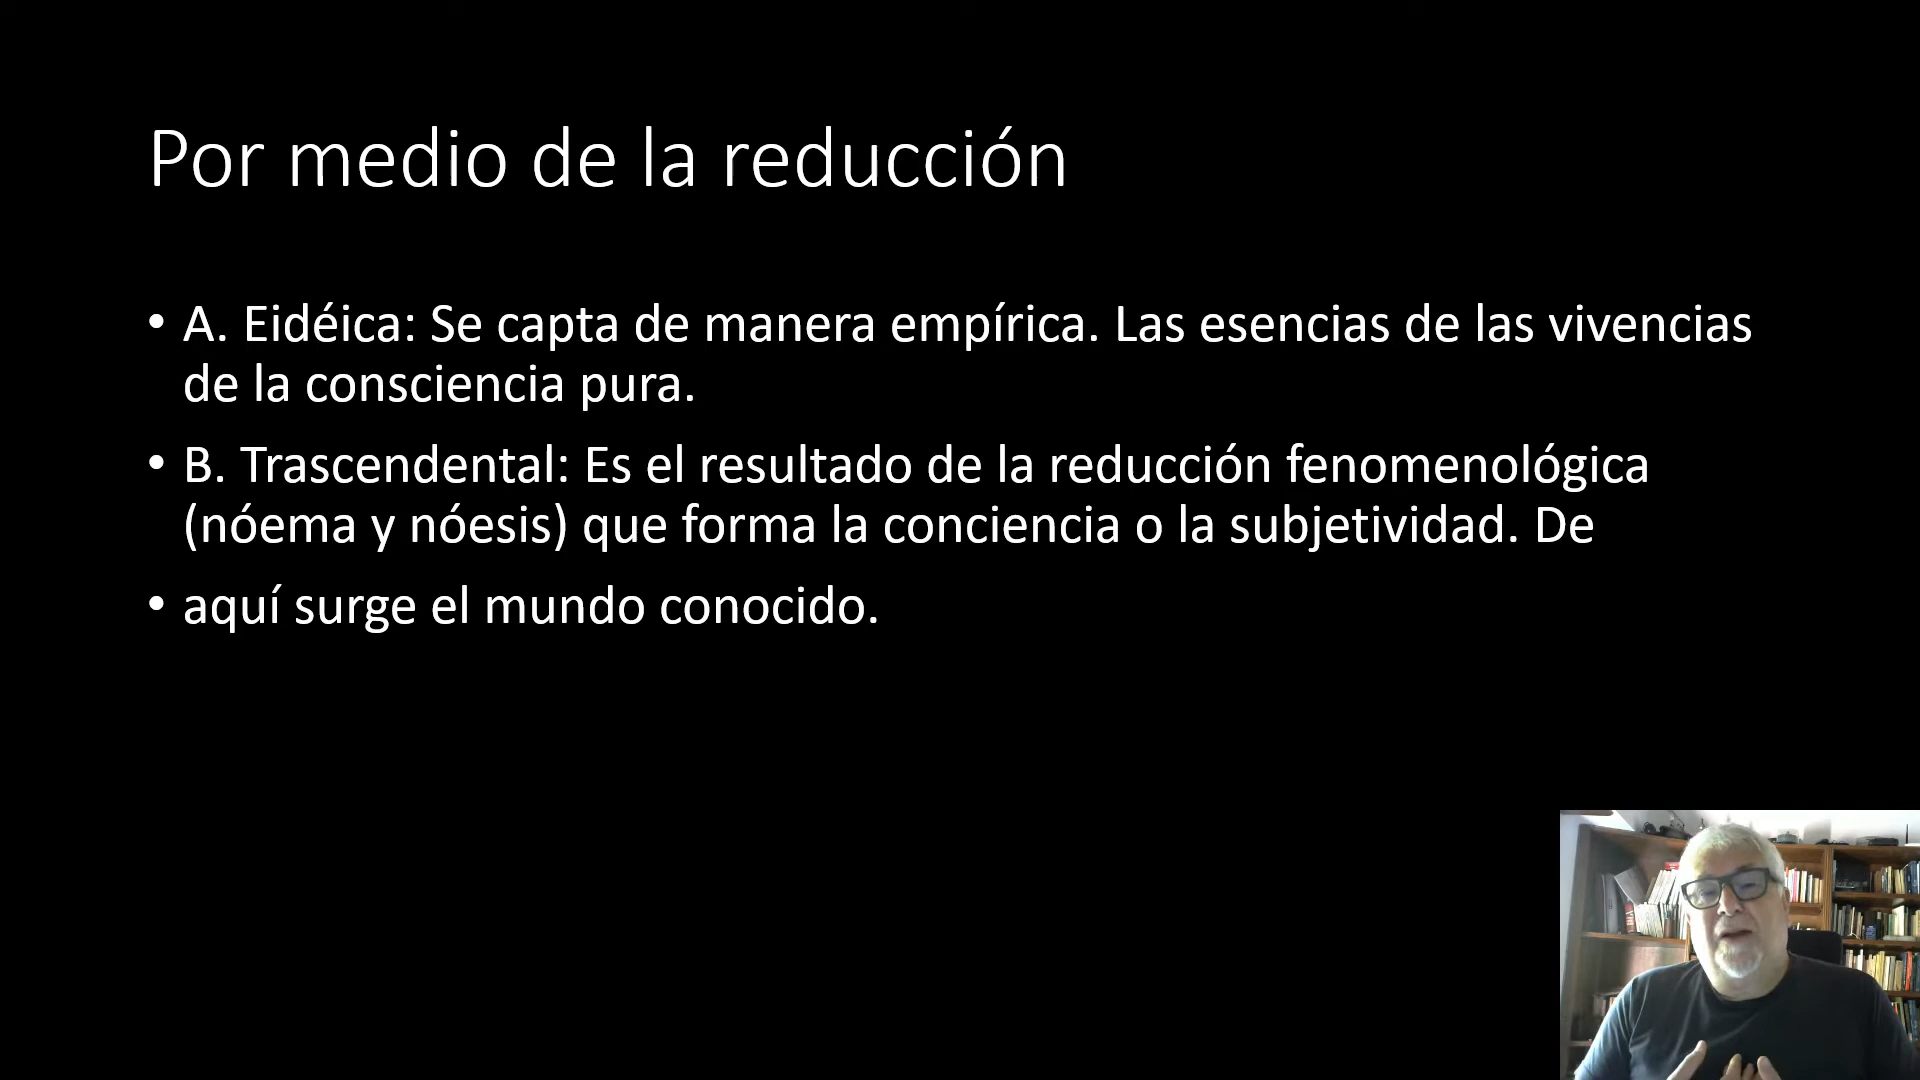 Por medio de la reducción
• A. Eidéica: Se capta de manera empírica. Las esencias de las vivencias
de la consciencia pura.
• B. Trascendental: Es el resultado de la reducción fenomenológica
(nóema y nóesis) que forma la conciencia o la subjetividad. De
• aquí surge el mundo conocido.